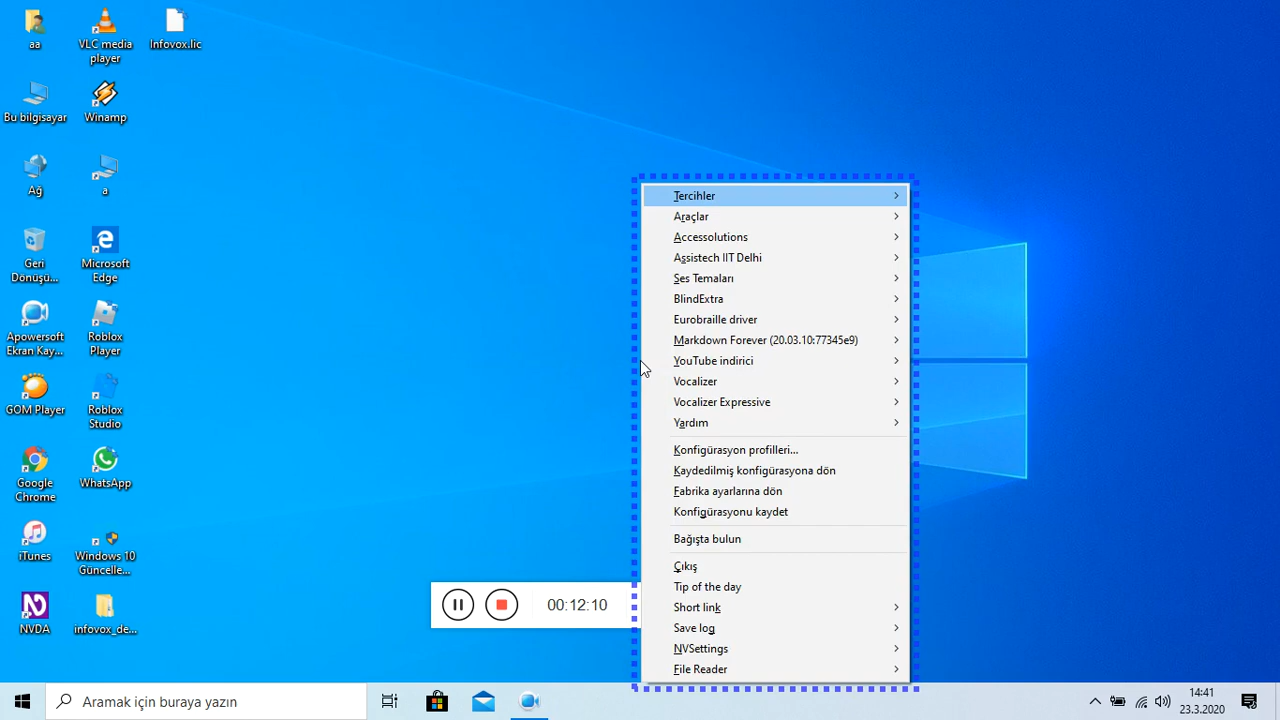 aa
VLC media
player
Infovox.lic
Bu bilgisayar
Winamp
Ağ
a
Geri
Dönüşü...
Microsoft
Edge
Apowersoft
Ekran Kay...
Roblox
Player
GOM Player
Roblox
Studio
Google
Chrome
WhatsApp
iTunes
Windows 10
Güncelle...
NVDA
infovox_de...
Tercihler
Araçlar
Accessolutions
Assistech IIT Delhi
Ses Temaları
BlindExtra
Eurobraille driver
Markdown Forever (20.03.10:77345e9)
YouTube indirici
Vocalizer
Vocalizer Expressive
Yardım
Konfigürasyon profilleri...
Kaydedilmiş konfigürasyona dön
Fabrika ayarlarına dön
Konfigürasyonu kaydet
Bağışta bulun
Çıkış
Tip of the day
Short link
Save log
NVSettings
File Reader
00:12:10
Aramak için buraya yazın
14:41
23.3.2020